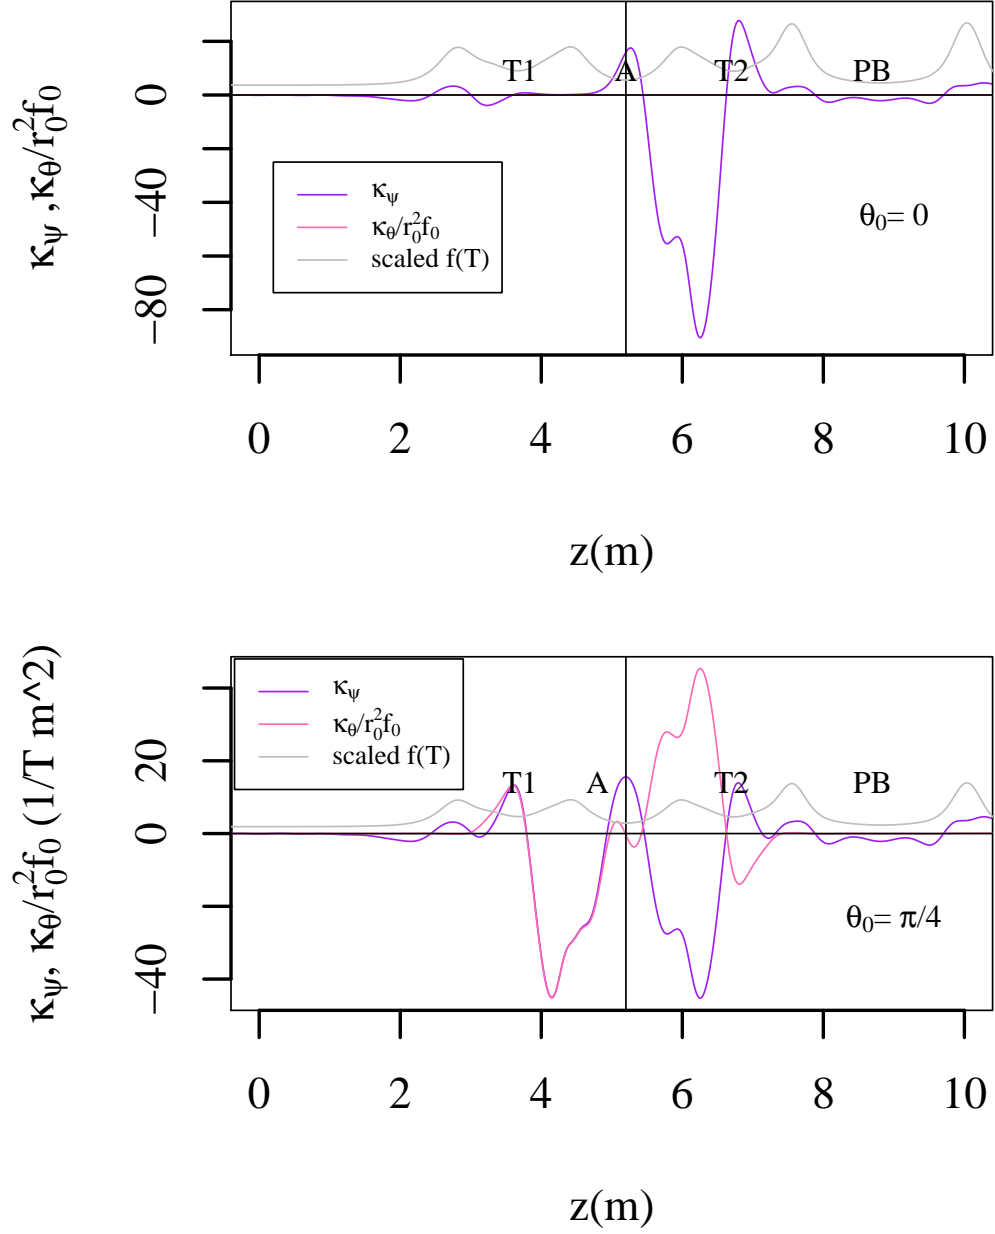 κψ ,κθ/r₀²f₀
0
−40
−80
T1
A
T2
PB
κψ
κθ/r₀²f₀
scaled f(T)
θ₀= 0
0
2
4
6
8
10
z(m)
κψ, κθ/r₀²f₀ (1/T m^2)
20
0
−40
κψ
κθ/r₀²f₀
scaled f(T)
T1
A
T2
PB
θ₀= π/4
0
2
4
6
8
10
z(m)